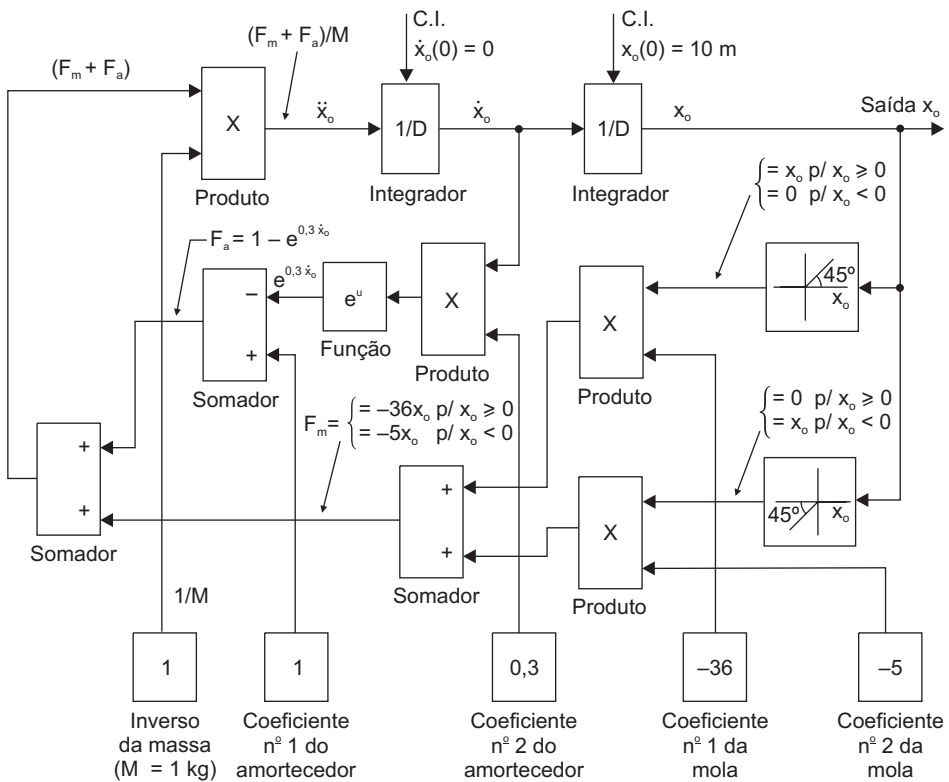 C.I.
ẋₒ(0) = 0
C.I.
xₒ(0) = 10 m
(Fₘ + Fₐ)/M
(Fₘ + Fₐ)
X
ẍₒ
1/D
ẋₒ
1/D
xₒ
Saída xₒ
Produto
Integrador
Integrador
= xₒ p/ xₒ ⩾ 0
= 0 p/ xₒ < 0
Fₐ = 1 – e^0,3 ẋₒ
e^0,3 ẋₒ
–
+
eᵘ
X
X
45º
xₒ
Função
Produto
Somador
Produto
Fₘ = = –36xₒ p/ xₒ ⩾ 0
= –5xₒ p/ xₒ < 0
= 0 p/ xₒ ⩾ 0
= xₒ p/ xₒ < 0
+
+
+
+
X
45º
xₒ
Somador
Somador
Produto
1/M
1
1
0,3
–36
–5
Inverso
da massa
(M = 1 kg)
Coeficiente
nº 1 do
amortecedor
Coeficiente
nº 2 do
amortecedor
Coeficiente
nº 1 da
mola
Coeficiente
nº 2 da
mola